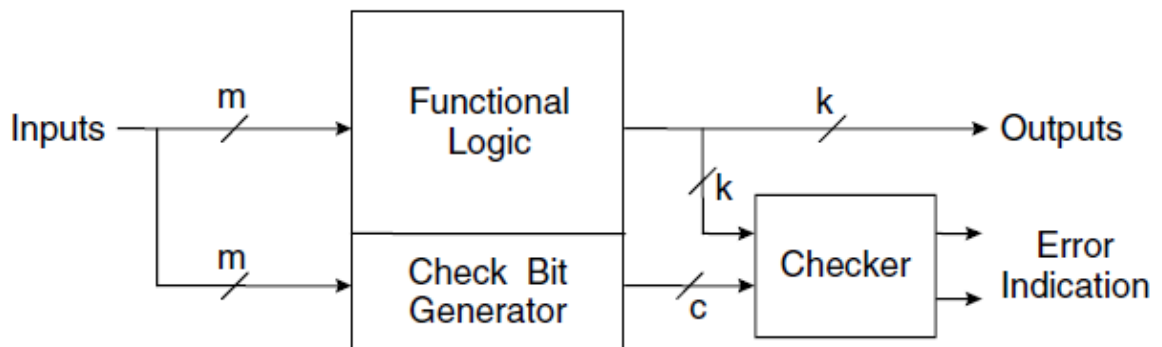 m
Functional
Logic
k
Inputs
Outputs
k
m
Check Bit
Generator
c
Checker
Error
Indication